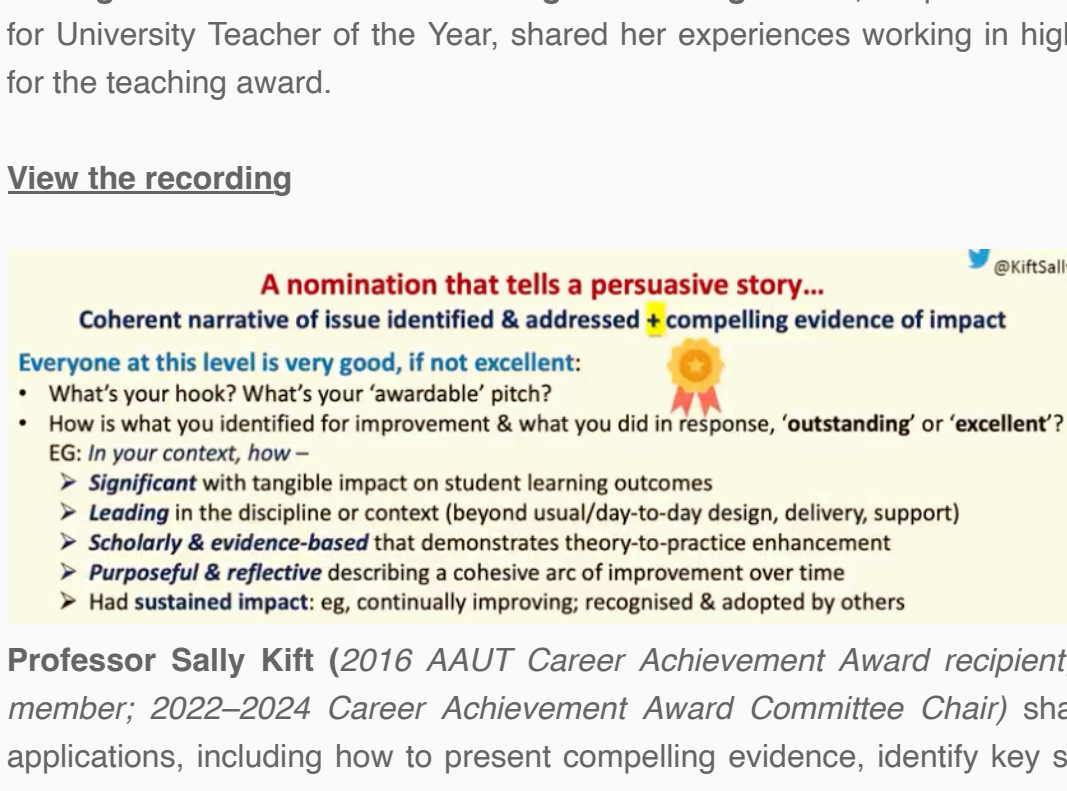 for University Teacher of the Year, shared her experiences working in
for the teaching award.
View the recording
@KiftSall
A nomination that tells a persuasive story...
Coherent narrative of issue identified & addressed + compelling evidence of impact
Everyone at this level is very good, if not excellent:
• What's your hook? What's your 'awardable' pitch?
• How is what you identified for improvement & what you did in response, 'outstanding' or 'excellent'?
EG: In your context, how –
➢ Significant with tangible impact on student learning outcomes
➢ Leading in the discipline or context (beyond usual/day-to-day design, delivery, support)
➢ Scholarly & evidence-based that demonstrates theory-to-practice enhancement
➢ Purposeful & reflective describing a cohesive arc of improvement over time
➢ Had sustained impact: eg, continually improving; recognised & adopted by others
Professor Sally Kift (2016 AAUT Career Achievement Award recipient
member; 2022–2024 Career Achievement Award Committee Chair)
applications, including how to present compelling evidence, identify key